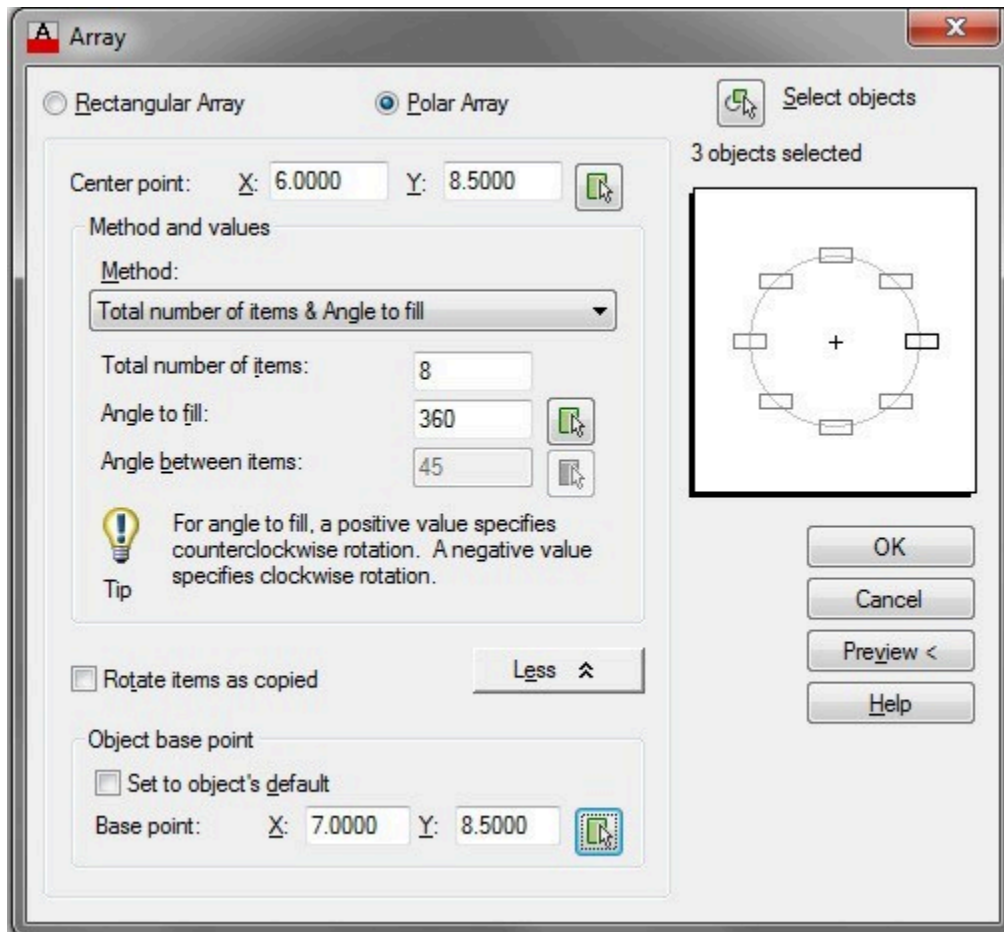 A Array
Rectangular Array Polar Array Select objects
3 objects selected
Center point: X: 6.0000 Y: 8.5000
Method and values
Method:
Total number of items & Angle to fill
Total number of items: 8
Angle to fill: 360
Angle between items: 45
Tip
For angle to fill, a positive value specifies
counterclockwise rotation. A negative value
specifies clockwise rotation.
OK
Cancel
Preview <
Help
Rotate items as copied Less
Object base point
Set to object's default
Base point: X: 7.0000 Y: 8.5000